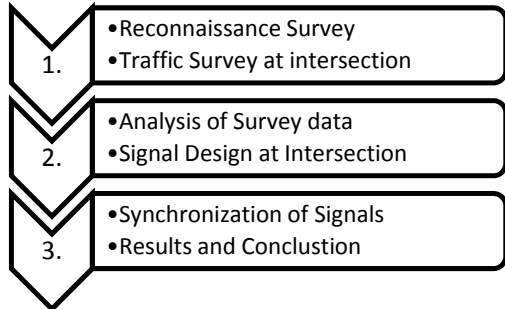 1.
•Reconnaissance Survey
•Traffic Survey at intersection
2.
•Analysis of Survey data
•Signal Design at Intersection
3.
•Synchronization of Signals
•Results and Conclustion